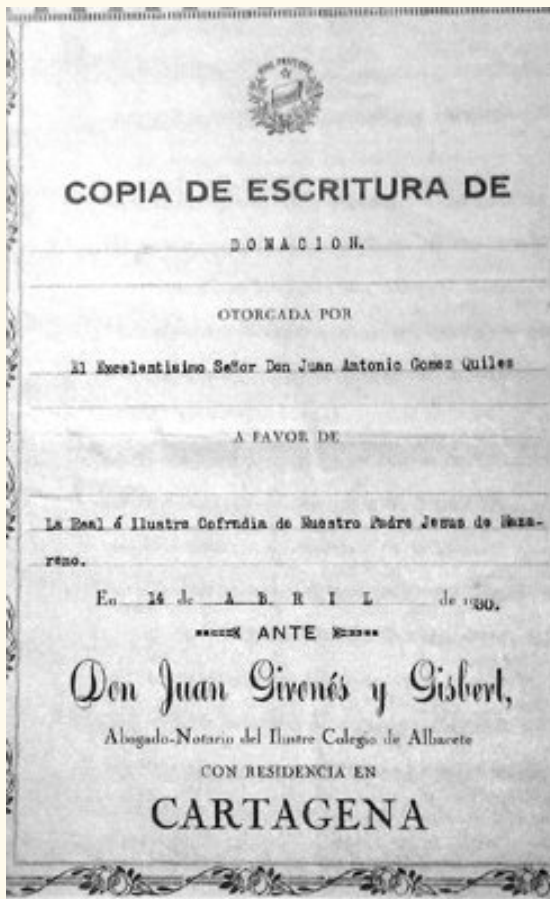 COPIA DE ESCRITURA DE
DONACION.
OTORGADA POR
El Excelentisimo Señor Don Juan Antonio Gomez Quiles
A FAVOR DE
La Real é Ilustre Cofradia de Nuestro Padre Jesus de Naza-
reno.
En 14 de A B R I L de 1930.
ANTE
Don Juan Gironés y Gisbert,
Abogado-Notario del Ilustre Colegio de Albacete
CON RESIDENCIA EN
CARTAGENA